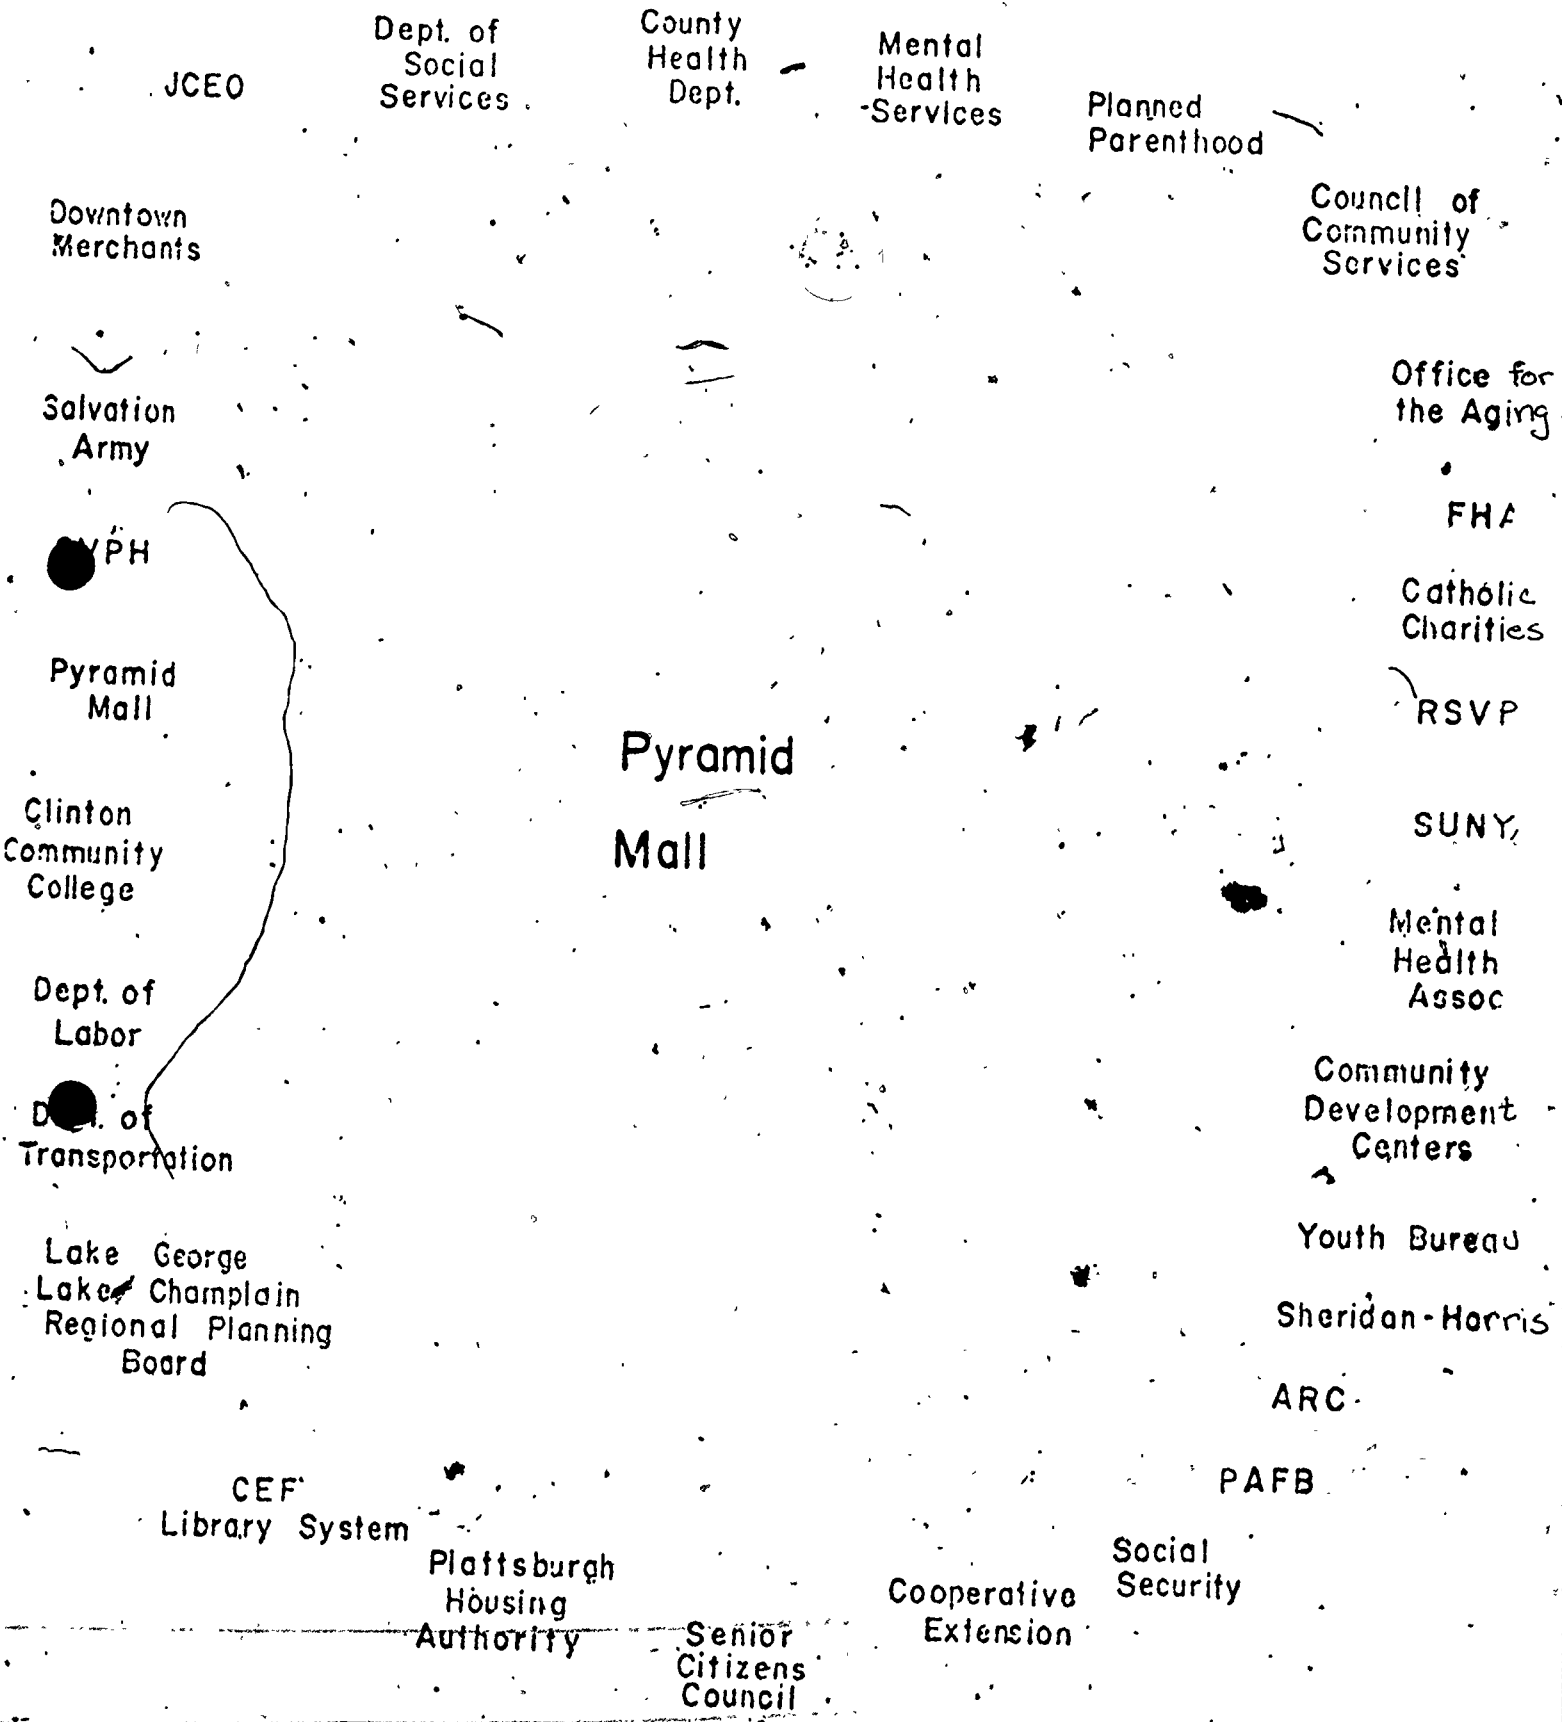 JCEO
Dept. of
Social
Services
County
Health
Dept.
Mental
Health
Services
Planned
Parenthood
Council of
Community
Services
Downtown
Merchants
Office for
the Aging
Salvation
Army
FHA
VPH
Catholic
Charities
Pyramid
Mall
RSVP
Pyramid
Mall
SUNY
Clinton
Community
College
Mental
Health
Assoc
Dept. of
Labor
Community
Development
Centers
of
Transportation
Youth Bureau
Lake George
Lake Champlain
Regional Planning
Board
Sheridan-Harris
ARC
PAFB
CEF
Library System
Plattsburgh
Housing
Authority
Senior
Citizens
Council
Cooperative
Extension
Social
Security